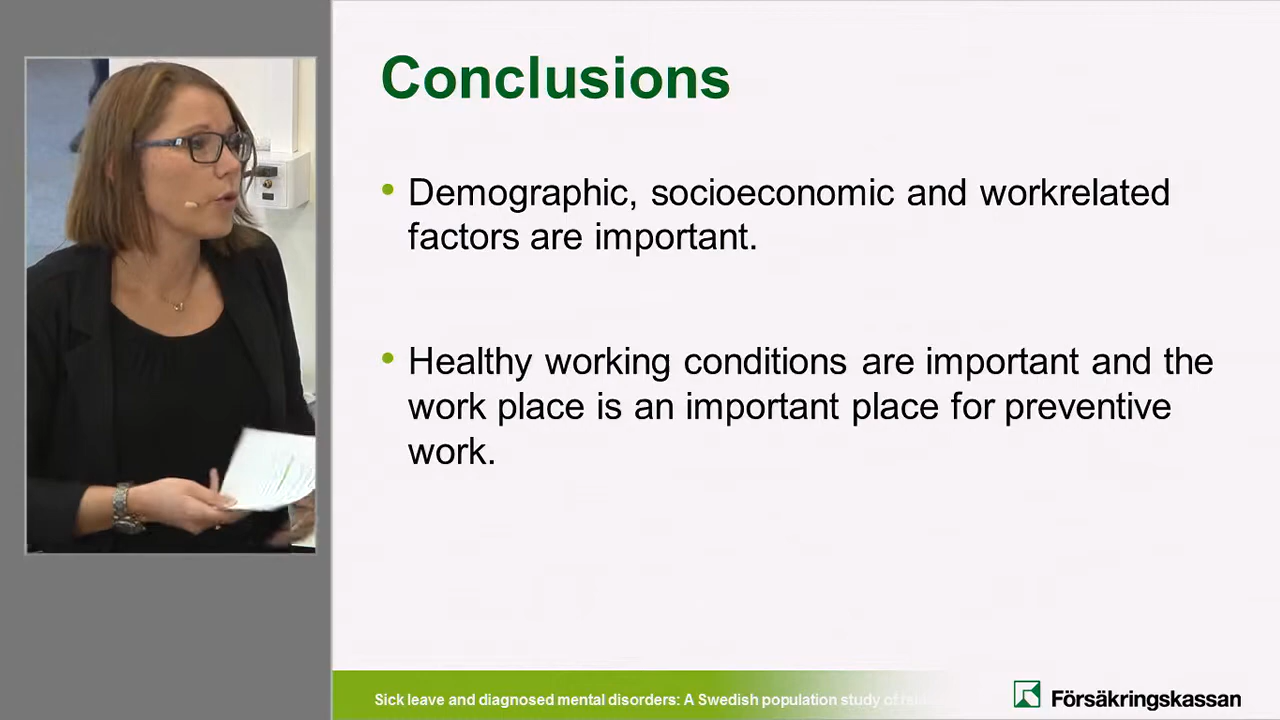 Conclusions
• Demographic, socioeconomic and workrelated
factors are important.
• Healthy working conditions are important and the
work place is an important place for preventive
work.
Sick leave and diagnosed mental disorders: A Swedish population study of
Försäkringskassan